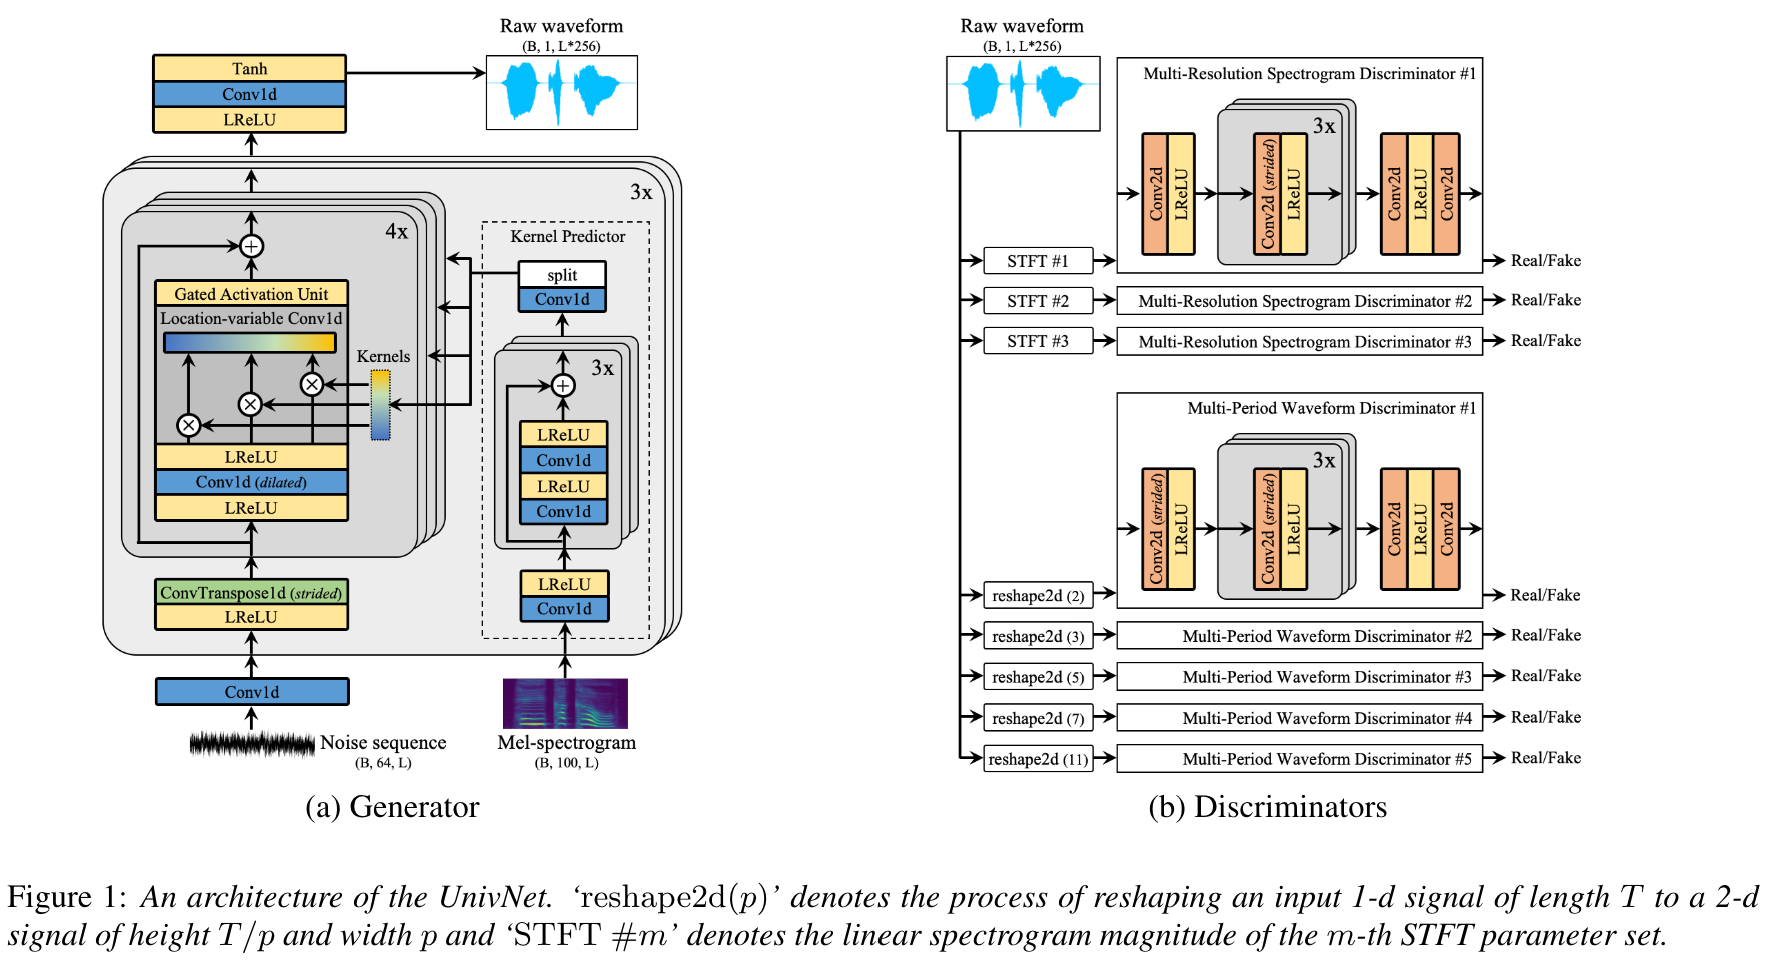 Raw waveform
(B, 1, L*256)
Tanh
Conv1d
LReLU
3x
4x
Gated Activation Unit
Location-variable Conv1d
Kernels
LReLU
Conv1d (dilated)
LReLU
ConvTranspose1d (strided)
LReLU
Conv1d
Noise sequence
(B, 64, L)
Kernel Predictor
split
Conv1d
3x
LReLU
Conv1d
LReLU
Conv1d
LReLU
Conv1d
Mel-spectrogram
(B, 100, L)
(a) Generator
Raw waveform
(B, 1, L*256)
Multi-Resolution Spectrogram Discriminator #1
Conv2d
LReLU
3x
Conv2d (strided)
LReLU
Conv2d
LReLU
Conv2d
STFT #1
Real/Fake
STFT #2
Multi-Resolution Spectrogram Discriminator #2
Real/Fake
STFT #3
Multi-Resolution Spectrogram Discriminator #3
Real/Fake
Multi-Period Waveform Discriminator #1
Conv2d (strided)
LReLU
3x
Conv2d (strided)
LReLU
Conv2d
LReLU
Conv2d
reshape2d (2)
Real/Fake
reshape2d (3)
Multi-Period Waveform Discriminator #2
Real/Fake
reshape2d (5)
Multi-Period Waveform Discriminator #3
Real/Fake
reshape2d (7)
Multi-Period Waveform Discriminator #4
Real/Fake
reshape2d (11)
Multi-Period Waveform Discriminator #5
Real/Fake
(b) Discriminators
Figure 1: An architecture of the UnivNet. ‘reshape2d(p)’ denotes the process of reshaping an input 1-d signal of length T to a 2-d
signal of height T/p and width p and ‘STFT #m’ denotes the linear spectrogram magnitude of the m-th STFT parameter set.